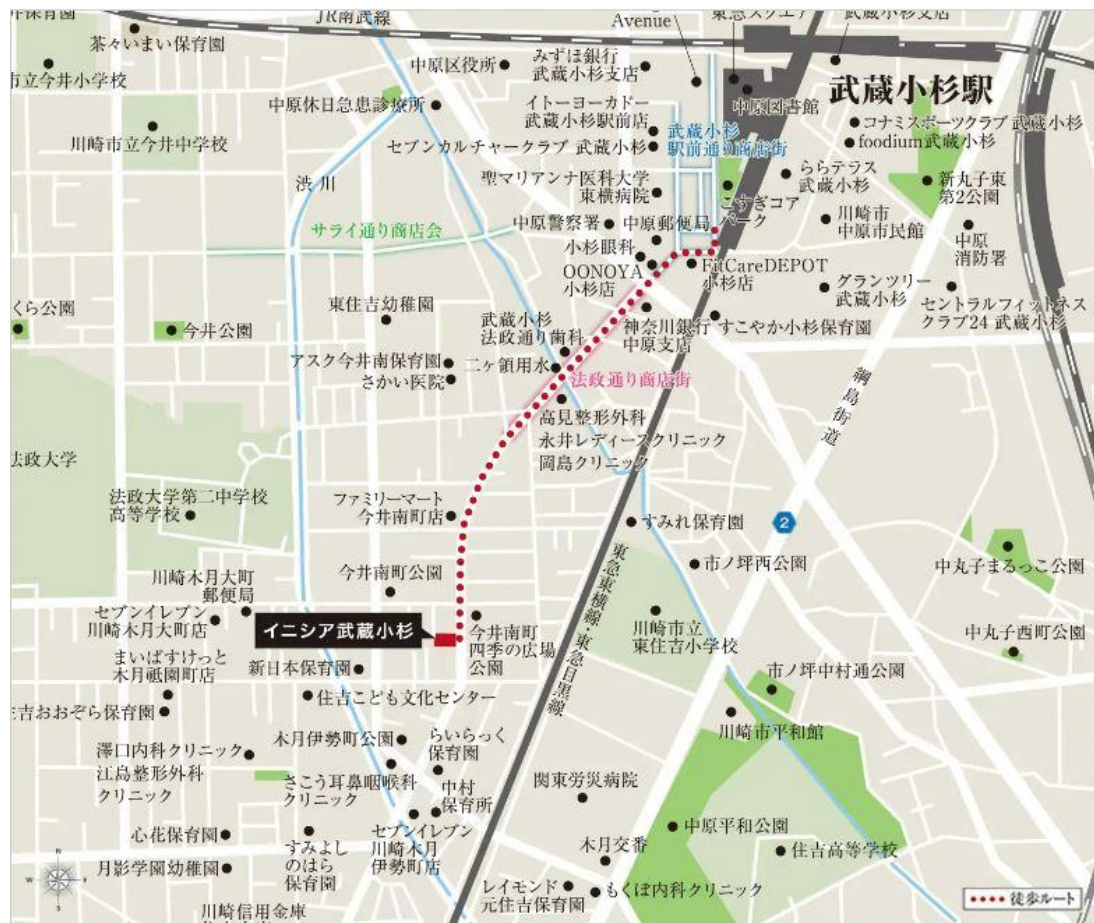 井保育園
JR南武線
Avenue
東急スクエア
武蔵小杉支店
茶々いまい保育園
市立今井小学校
中原区役所
みずほ銀行
武蔵小杉支店
武蔵小杉駅
中原図書館
中原休日急患診療所
イトーヨーカドー
武蔵小杉駅前店
セブンカルチャークラブ 武蔵小杉
武蔵小杉
駅前通り商店街
コナミスポーツクラブ 武蔵小杉
foodium武蔵小杉
川崎市立今井中学校
渋川
聖マリアンナ医科大学
東横病院
ららテラス
武蔵小杉
新丸子東
第2公園
こすぎコア
パーク
サライ通り商店会
中原警察署
中原郵便局
川崎市
中原市民館
中原
消防署
小杉眼科
OONOYA
小杉店
FitCareDEPOT
小杉店
グランツリー
武蔵小杉
セントラルフィットネス
クラブ24 武蔵小杉
くら公園
今井公園
東住吉幼稚園
武蔵小杉
法政通り歯科
神奈川銀行
中原支店
すこやか小杉保育園
アスク今井南保育園
さかい医院
二ヶ領用水
法政通り商店街
綱島街道
高見整形外科
永井レディースクリニック
岡島クリニック
法政大学
法政大学第二中学校
高等学校
ファミリーマート
今井南町店
すみれ保育園
2
東急東横線・東急目黒線
市ノ坪西公園
中丸子まるっこ公園
川崎木月大町
郵便局
今井南町公園
セブンイレブン
川崎木月大町店
イニシア武蔵小杉
今井南町
四季の広場
公園
川崎市立
東住吉小学校
中丸子西町公園
まいばすけっと
木月祗園町店
新日本保育園
市ノ坪中村通公園
住吉こども文化センター
住吉おおぞら保育園
川崎市平和館
木月伊勢町公園
らいらっく
保育園
澤口内科クリニック
江島整形外科
クリニック
さこう耳鼻咽喉科
クリニック
中村
保育所
関東労災病院
心花保育園
すみよし
のはら
保育園
セブンイレブン
川崎木月
伊勢町店
中原平和公園
木月交番
住吉高等学校
月影学園幼稚園
レイモンド
元住吉保育園
もくぼ内科クリニック
川崎信用金庫
N
W
E
S
徒歩ルート